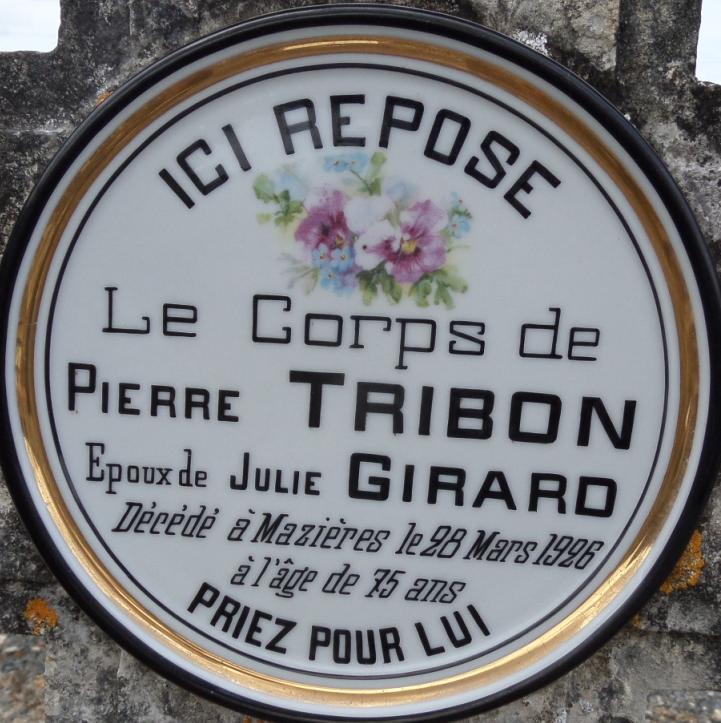 ICI REPOSE
Le Corps de
PIERRE TRIBON
Epoux de JULIE GIRARD
Décédé à Mazières le 28 Mars 1926
à l'âge de 75 ans
PRIEZ POUR LUI